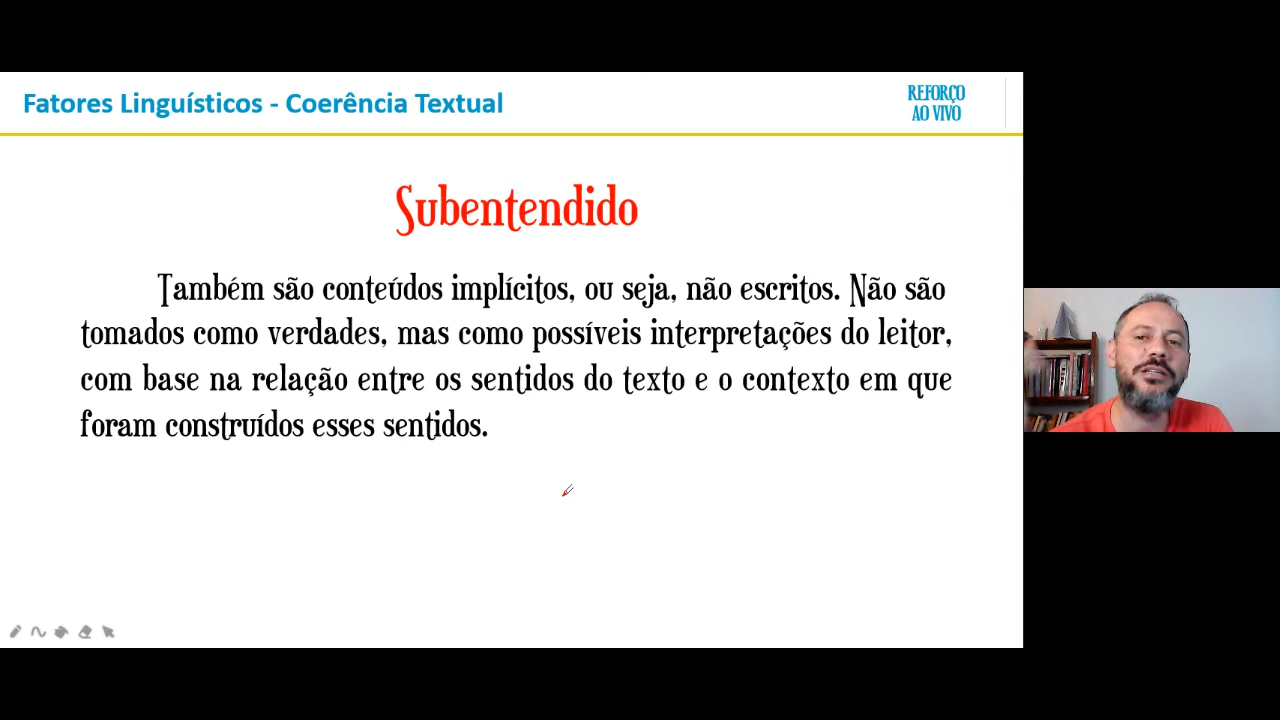 Fatores Linguísticos - Coerência Textual
REFORÇO
AO VIVO
Subentendido
Também são conteúdos implícitos, ou seja, não escritos. Não são
tomados como verdades, mas como possíveis interpretações do leitor,
com base na relação entre os sentidos do texto e o contexto em que
foram construídos esses sentidos.